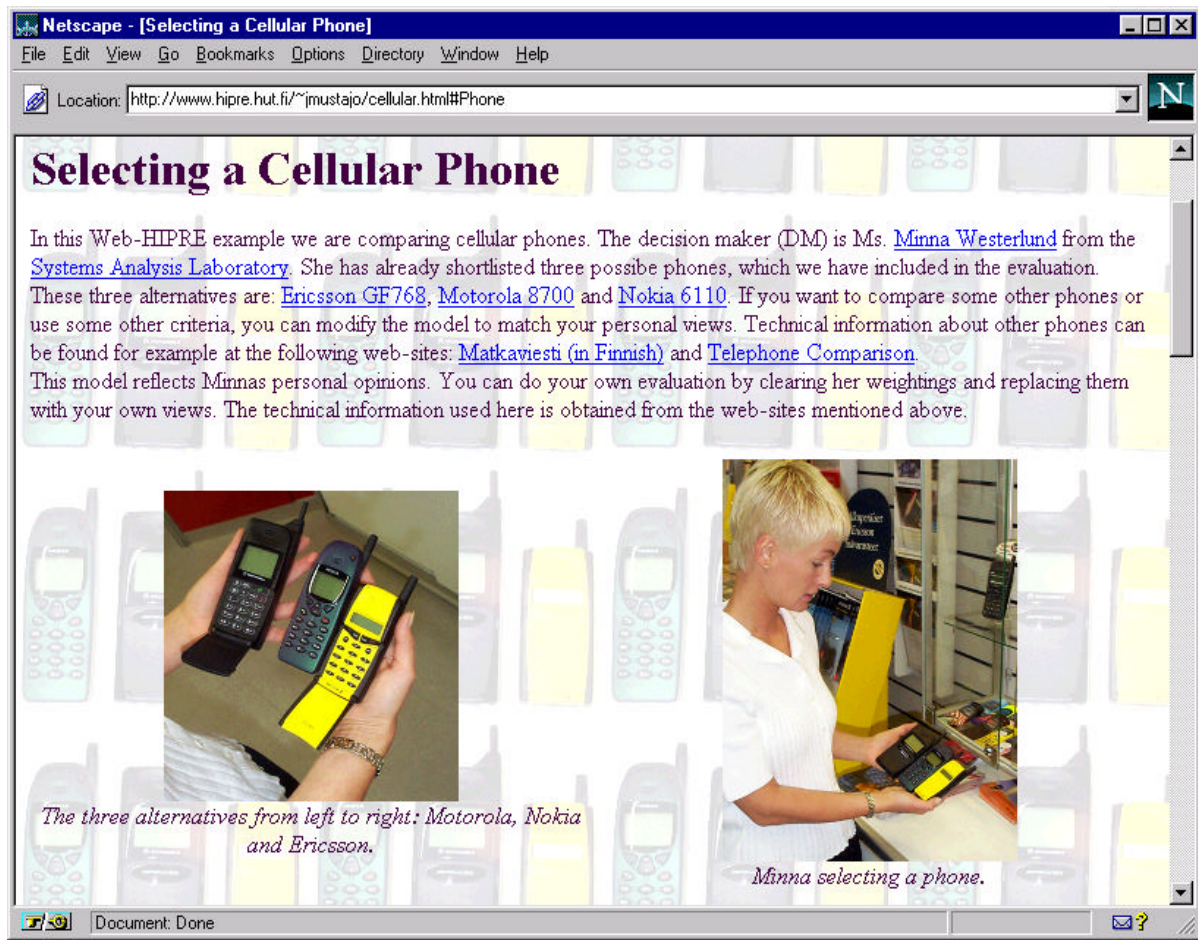 Netscape - [Selecting a Cellular Phone]
File Edit View Go Bookmarks Options Directory Window Help
Location: http://www.hipre.hut.fi/~jmustajo/cellular.html#Phone
N
Selecting a Cellular Phone
In this Web-HIPRE example we are comparing cellular phones. The decision maker (DM) is Ms. Minna Westerlund from the
Systems Analysis Laboratory. She has already shortlisted three possibe phones, which we have included in the evaluation.
These three alternatives are: Ericsson GF768, Motorola 8700 and Nokia 6110. If you want to compare some other phones or
use some other criteria, you can modify the model to match your personal views. Technical information about other phones can
be found for example at the following web-sites: Matkaviesti (in Finnish) and Telephone Comparison.
This model reflects Minnas personal opinions. You can do your own evaluation by clearing her weightings and replacing them
with your own views. The technical information used here is obtained from the web-sites mentioned above.
The three alternatives from left to right: Motorola, Nokia
and Ericsson.
Minna selecting a phone.
Document: Done